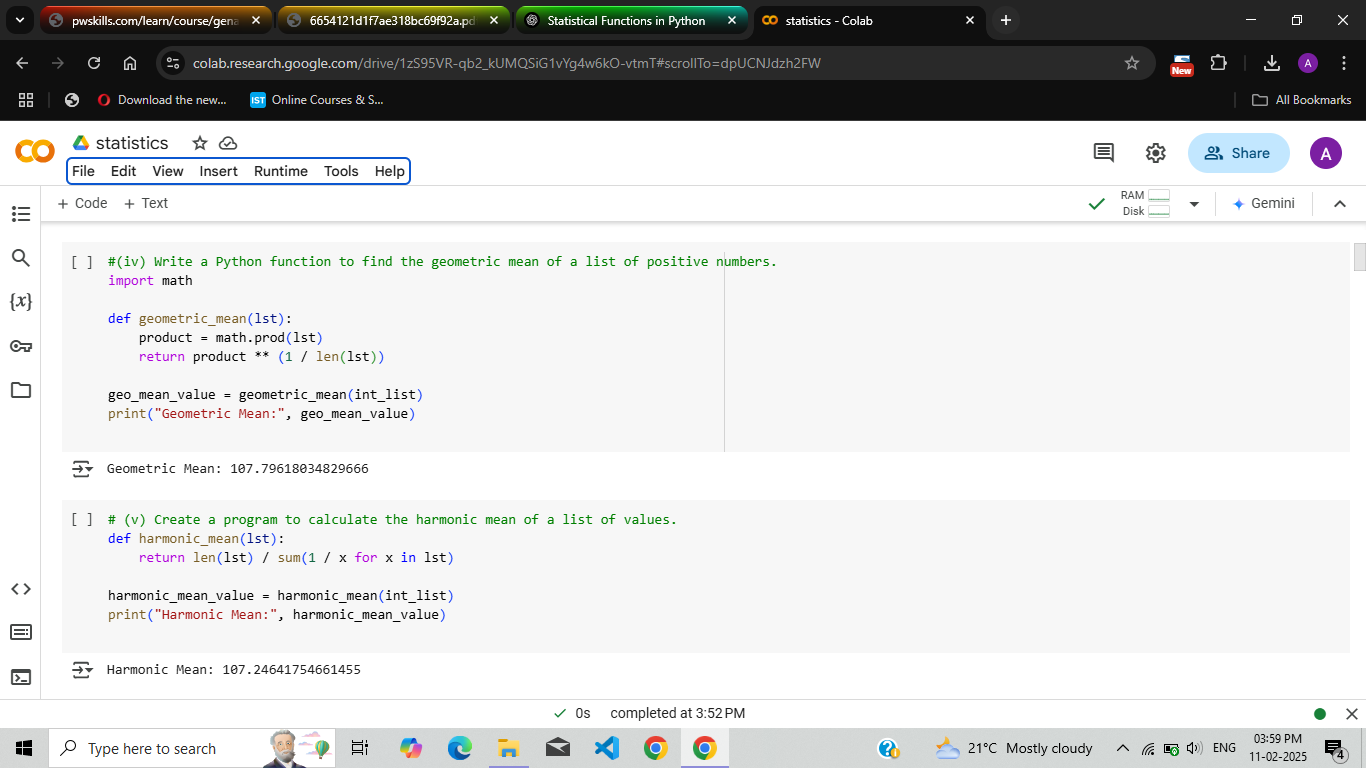 pwskills.com/learn/course/gena
6654121d1f7ae318bc69f92a.pd
Statistical Functions in Python
statistics - Colab
colab.research.google.com/drive/1zS95VR-qb2_kUMQSiG1vYg4w6kO-vtmT#scrollTo=dpUCNJdzh2FW
New
A
Download the new...
IST
Online Courses & S...
All Bookmarks
statistics
File Edit View Insert Runtime Tools Help
Share
A
+ Code + Text
RAM
Disk
Gemini
{x}
[ ] #(iv) Write a Python function to find the geometric mean of a list of positive numbers.
import math
def geometric_mean(lst):
product = math.prod(lst)
return product ** (1 / len(lst))
geo_mean_value = geometric_mean(int_list)
print("Geometric Mean:", geo_mean_value)
Geometric Mean: 107.79618034829666
[ ] # (v) Create a program to calculate the harmonic mean of a list of values.
def harmonic_mean(lst):
return len(lst) / sum(1 / x for x in lst)
harmonic_mean_value = harmonic_mean(int_list)
print("Harmonic Mean:", harmonic_mean_value)
Harmonic Mean: 107.24641754661455
0s completed at 3:52 PM
Type here to search
21°C Mostly cloudy
ENG
03:59 PM
11-02-2025
4